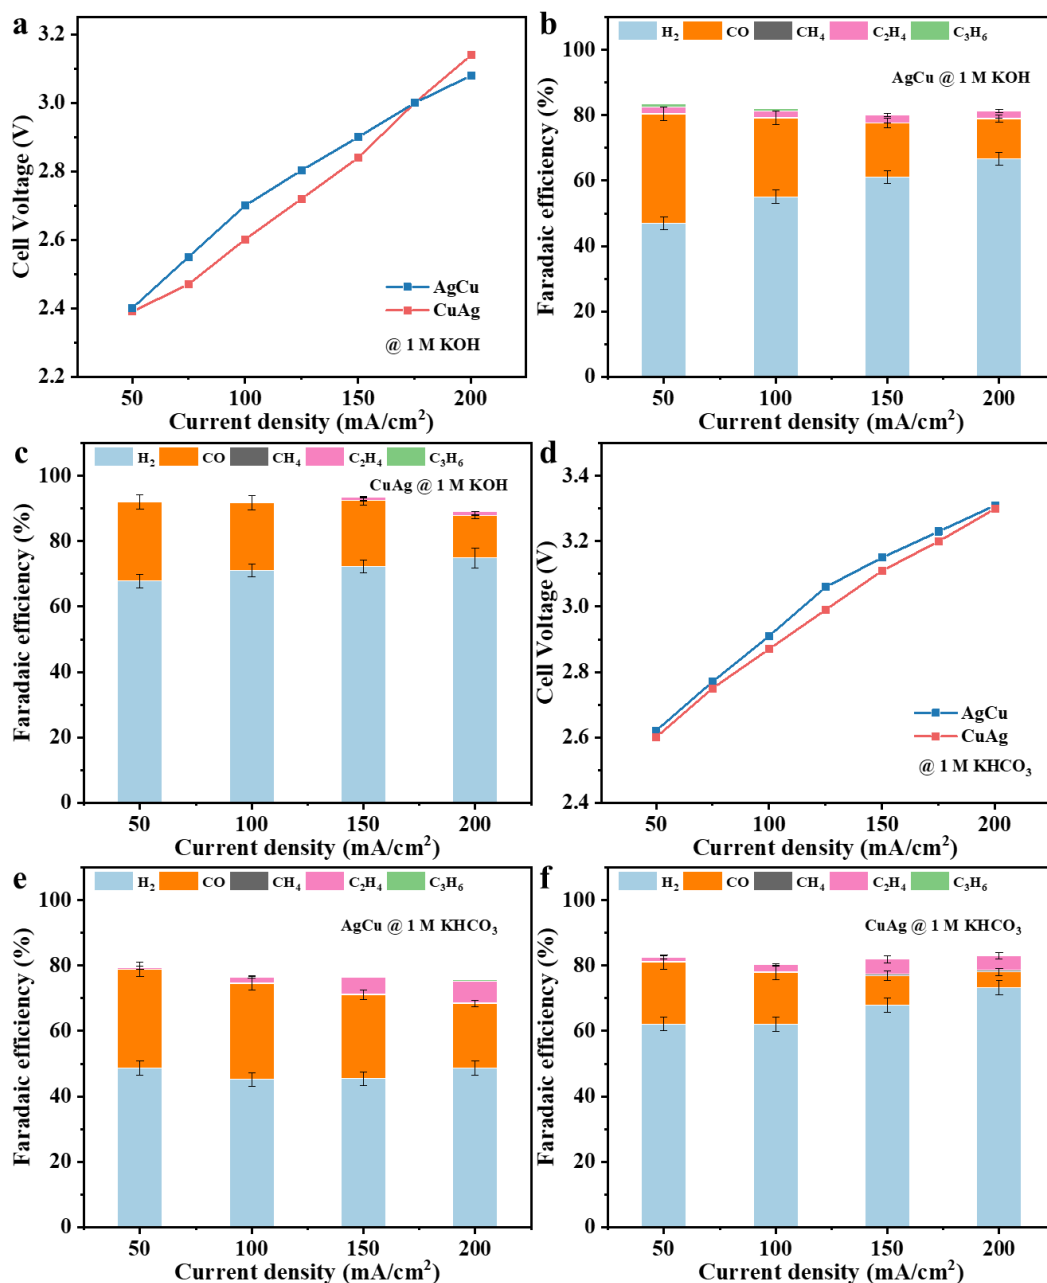 a
3.2
3.0
2.8
2.6
2.4
2.2
Cell Voltage (V)
AgCu
CuAg
@ 1 M KOH
50 100 150 200
Current density (mA/cm²)
b
H₂ CO CH₄ C₂H₄ C₃H₆
AgCu @ 1 M KOH
100
80
60
40
20
0
Faradaic efficiency (%)
50 100 150 200
Current density (mA/cm²)
c
H₂ CO CH₄ C₂H₄ C₃H₆
CuAg @ 1 M KOH
100
80
60
40
20
0
Faradaic efficiency (%)
50 100 150 200
Current density (mA/cm²)
d
3.4
3.2
3.0
2.8
2.6
2.4
Cell Voltage (V)
AgCu
CuAg
@ 1 M KHCO₃
50 100 150 200
Current density (mA/cm²)
e
H₂ CO CH₄ C₂H₄ C₃H₆
AgCu @ 1 M KHCO₃
100
80
60
40
20
0
Faradaic efficiency (%)
50 100 150 200
Current density (mA/cm²)
f
H₂ CO CH₄ C₂H₄ C₃H₆
CuAg @ 1 M KHCO₃
100
80
60
40
20
0
Faradaic efficiency (%)
50 100 150 200
Current density (mA/cm²)